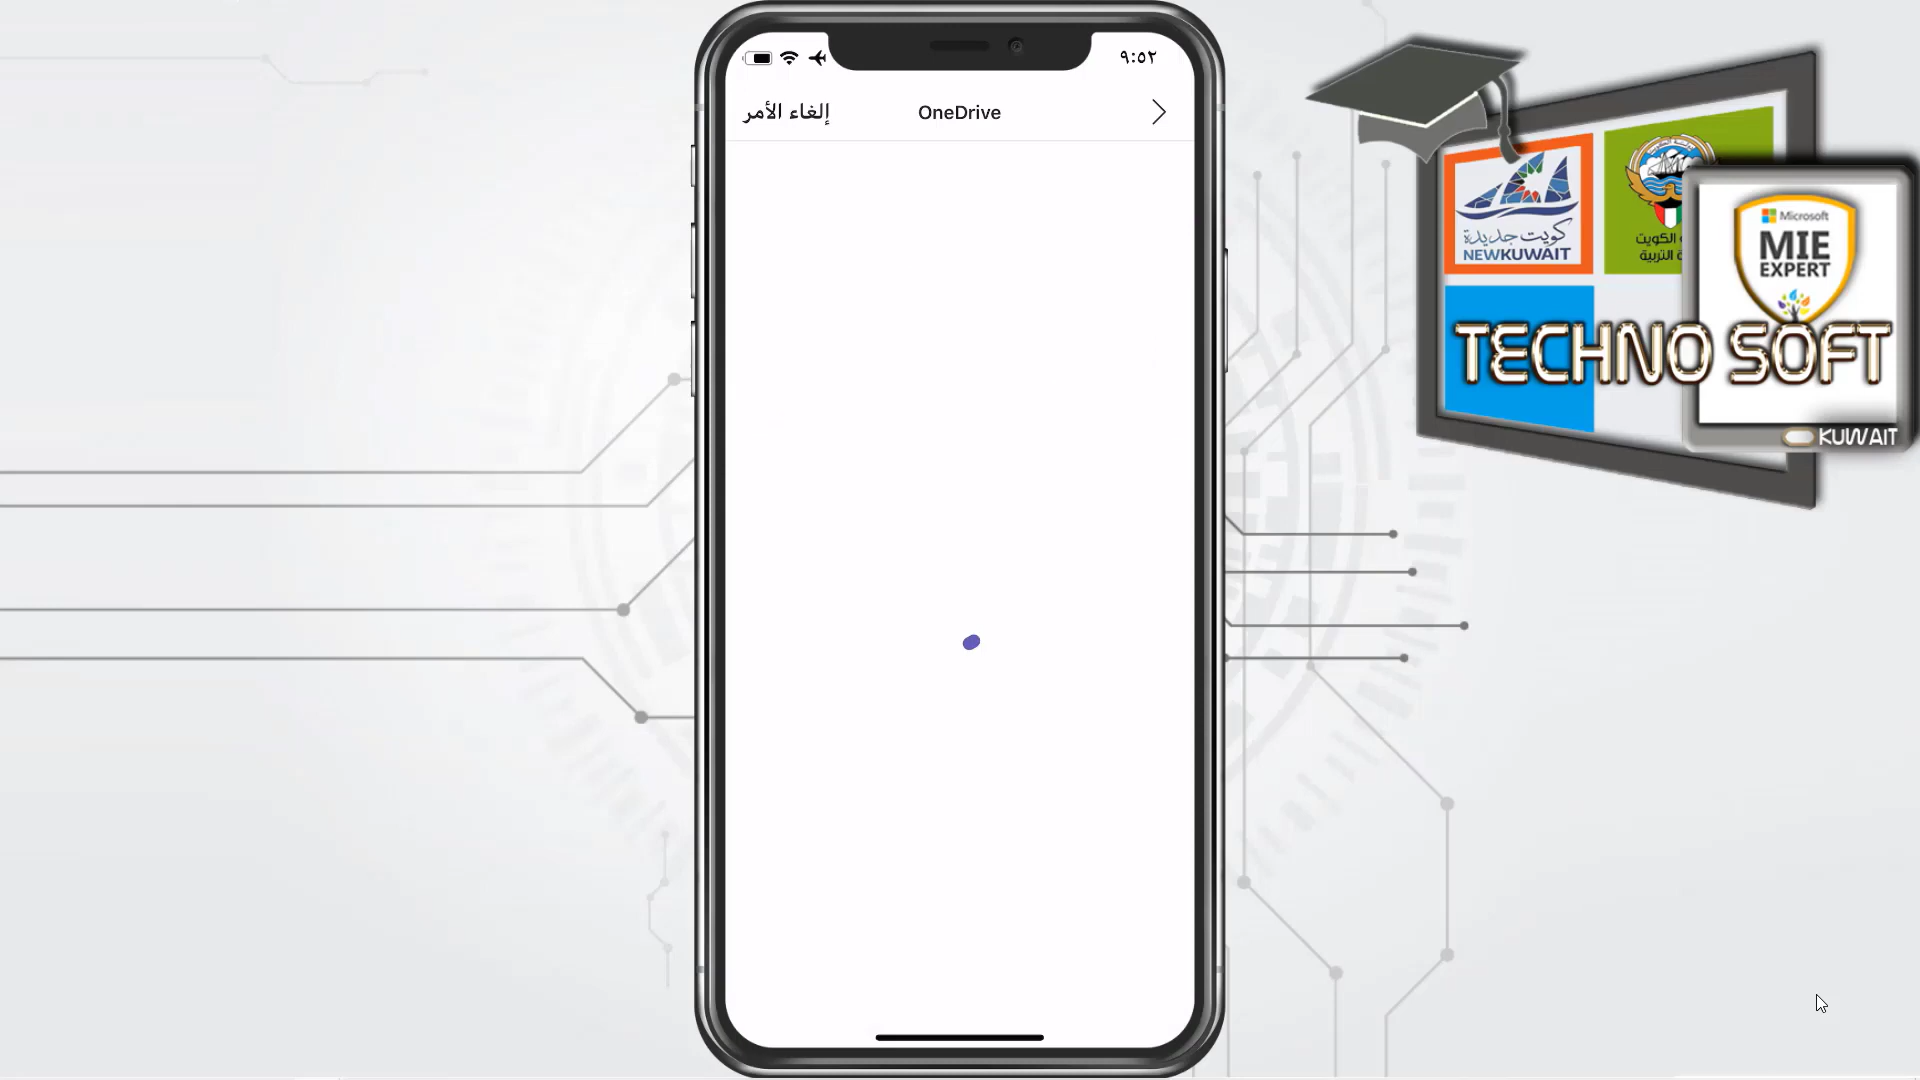 ٩:٥٢
إلغاء الأمر
OneDrive
كويت جديدة
NEWKUWAIT
الكويت
التربية
Microsoft
MIE
EXPERT
TECHNO SOFT
KUWAIT